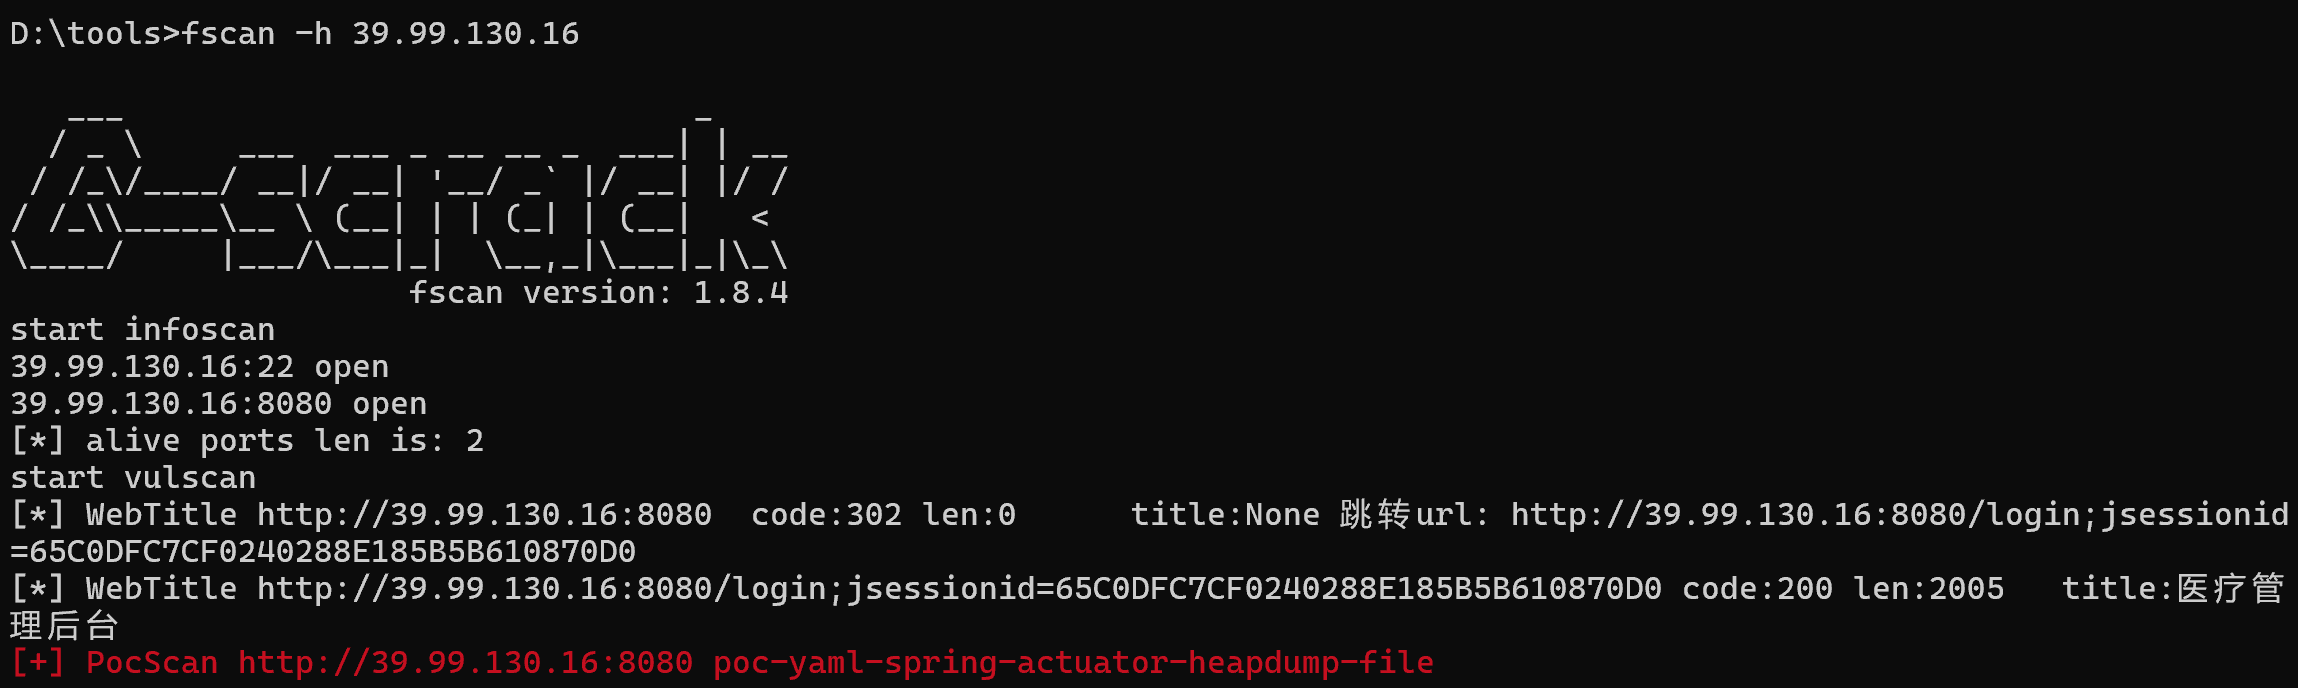 D:\tools>fscan -h 39.99.130.16
   ___                              _
  / _ \     ___  ___ _ __ __ _  ___| | __
 / /_\/____/ __|/ __| '__/ _` |/ __| |/ /
/ /_\\_____\__ \ (__| | | (_| | (__|   <
\____/     |___/\___|_|  \__,_|\___|_|\_\
                     fscan version: 1.8.4
start infoscan
39.99.130.16:22 open
39.99.130.16:8080 open
[*] alive ports len is: 2
start vulscan
[*] WebTitle http://39.99.130.16:8080  code:302 len:0      title:None 跳转url: http://39.99.130.16:8080/login;jsessionid
=65C0DFC7CF0240288E185B5B610870D0
[*] WebTitle http://39.99.130.16:8080/login;jsessionid=65C0DFC7CF0240288E185B5B610870D0 code:200 len:2005   title:医疗管
理后台
[+] PocScan http://39.99.130.16:8080 poc-yaml-spring-actuator-heapdump-file